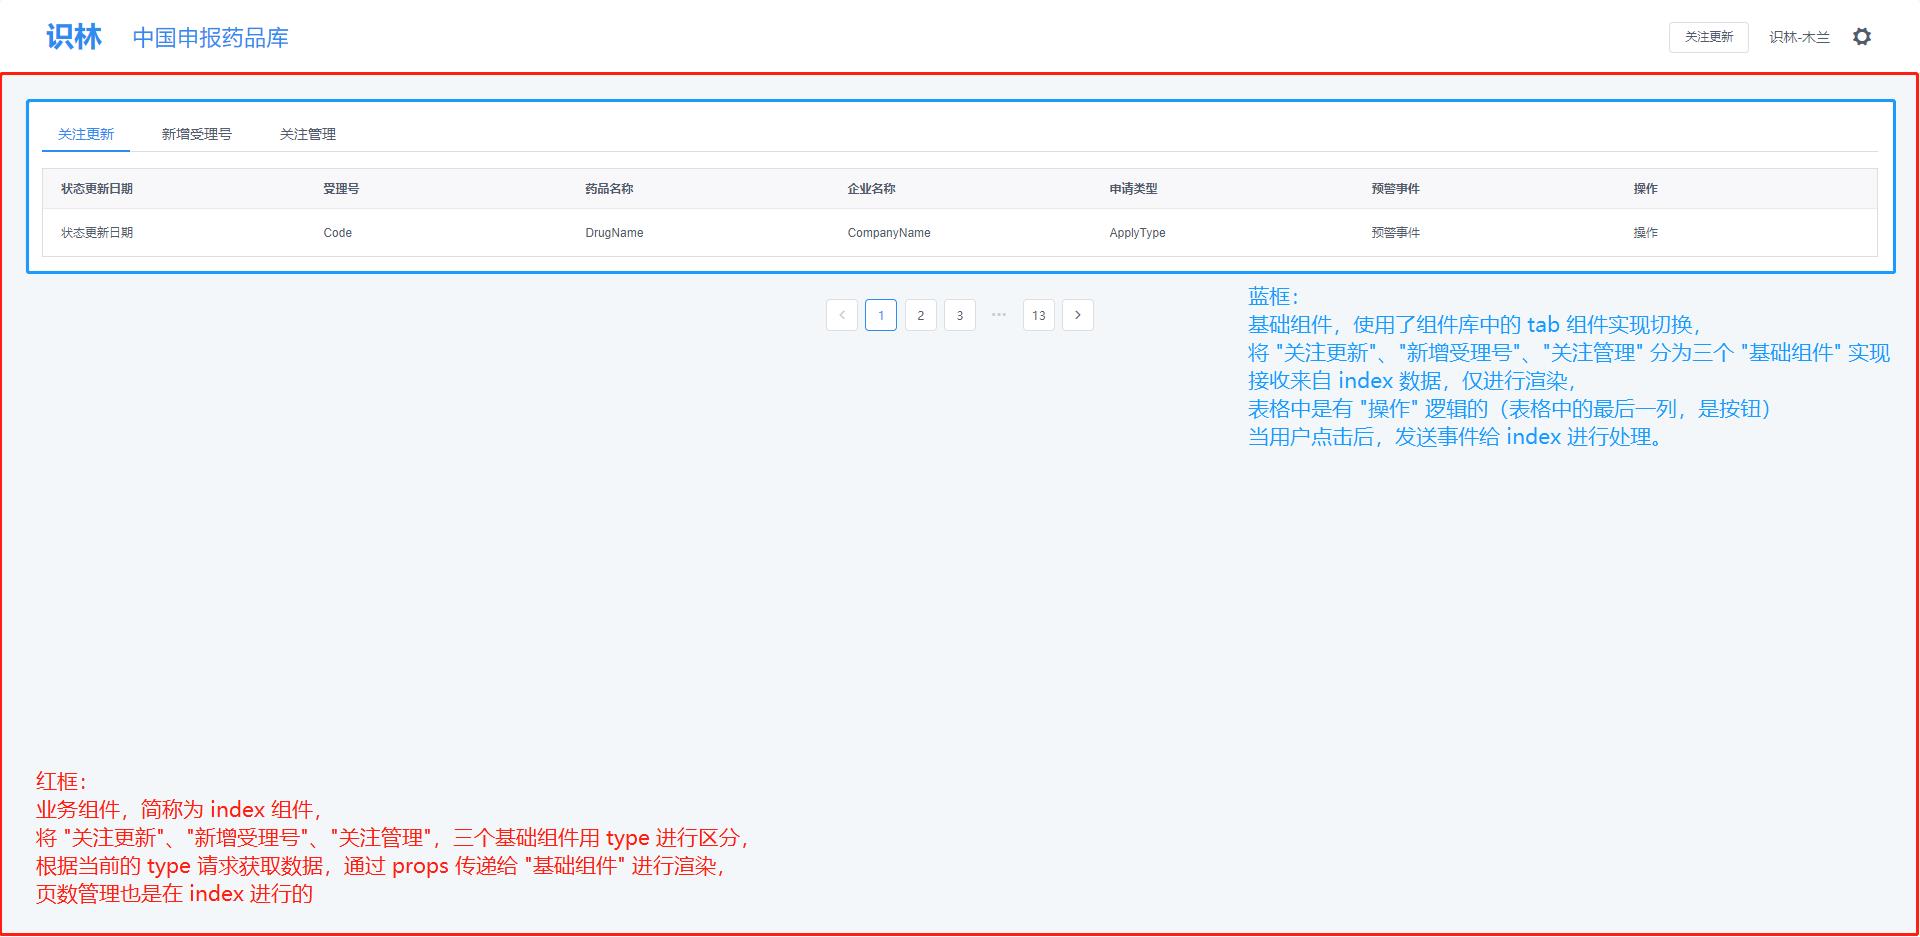 识林 中国申报药品库 关注更新 识林-木兰
关注更新 新增受理号 关注管理
状态更新日期 受理号 药品名称 企业名称 申请类型 预警事件 操作
状态更新日期 Code DrugName CompanyName ApplyType 预警事件 操作
1 2 3 ··· 13
蓝框：
基础组件，使用了组件库中的 tab 组件实现切换，
将 "关注更新"、"新增受理号"、"关注管理" 分为三个 "基础组件" 实现
接收来自 index 数据，仅进行渲染，
表格中是有 "操作" 逻辑的（表格中的最后一列，是按钮）
当用户点击后，发送事件给 index 进行处理。
红框：
业务组件，简称为 index 组件，
将 "关注更新"、"新增受理号"、"关注管理"，三个基础组件用 type 进行区分，
根据当前的 type 请求获取数据，通过 props 传递给 "基础组件" 进行渲染，
页数管理也是在 index 进行的